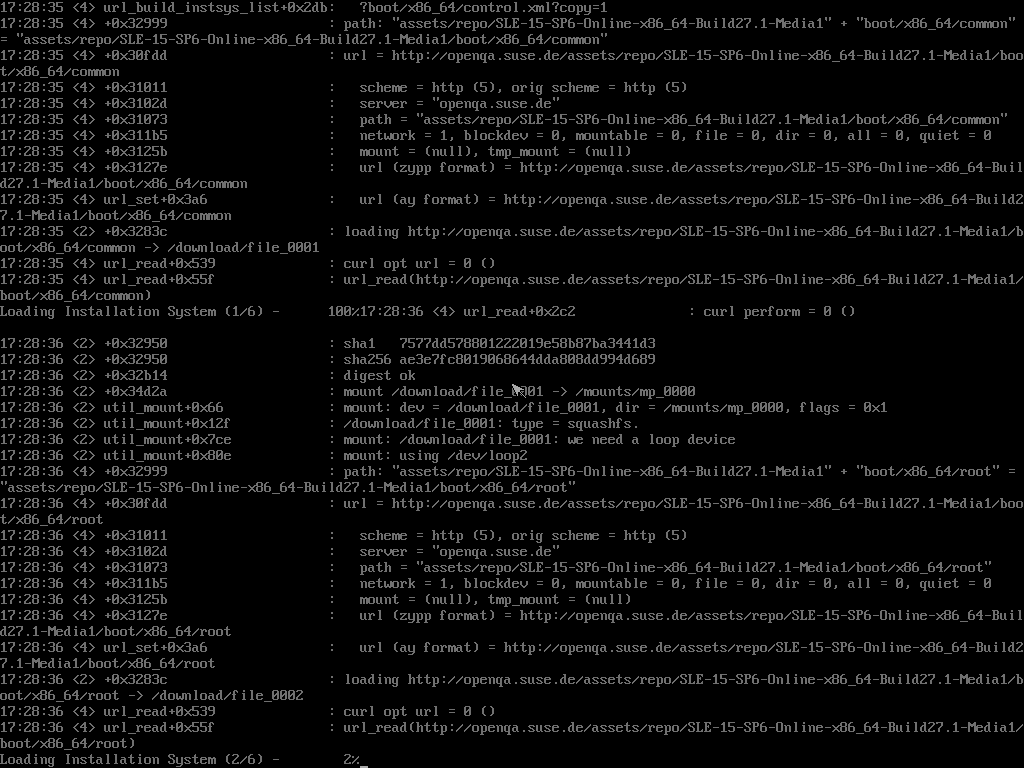 17:28:35 <4> url_build_instsys_list+0x2db:   ?boot/x86_64/control.xml?copy=1
17:28:35 <4> +0x32999                    : path: "assets/repo/SLE-15-SP6-Online-x86_64-Build27.1-Media1" + "boot/x86_64/common"
= "assets/repo/SLE-15-SP6-Online-x86_64-Build27.1-Media1/boot/x86_64/common"
17:28:35 <4> +0x30fdd                    : url = http://openqa.suse.de/assets/repo/SLE-15-SP6-Online-x86_64-Build27.1-Media1/boo
t/x86_64/common
17:28:35 <4> +0x31011                    :   scheme = http (5), orig scheme = http (5)
17:28:35 <4> +0x3102d                    :   server = "openqa.suse.de"
17:28:35 <4> +0x31073                    :   path = "assets/repo/SLE-15-SP6-Online-x86_64-Build27.1-Media1/boot/x86_64/common"
17:28:35 <4> +0x311b5                    :   network = 1, blockdev = 0, mountable = 0, file = 0, dir = 0, all = 0, quiet = 0
17:28:35 <4> +0x3125b                    :   mount = (null), tmp_mount = (null)
17:28:35 <4> +0x3127e                    :   url (zypp format) = http://openqa.suse.de/assets/repo/SLE-15-SP6-Online-x86_64-Buil
d27.1-Media1/boot/x86_64/common
17:28:35 <4> url_set+0x3a6               :   url (ay format) = http://openqa.suse.de/assets/repo/SLE-15-SP6-Online-x86_64-Build2
7.1-Media1/boot/x86_64/common
17:28:35 <2> +0x3283c                    : loading http://openqa.suse.de/assets/repo/SLE-15-SP6-Online-x86_64-Build27.1-Media1/b
oot/x86_64/common -> /download/file_0001
17:28:35 <4> url_read+0x539              : curl opt url = 0 ()
17:28:35 <4> url_read+0x55f              : url_read(http://openqa.suse.de/assets/repo/SLE-15-SP6-Online-x86_64-Build27.1-Media1/
boot/x86_64/common)
Loading Installation System (1/6) -      100%17:28:36 <4> url_read+0x2c2              : curl perform = 0 ()
17:28:36 <2> +0x32950                    : sha1   7577dd578801222019e58b87ba3441d3
17:28:36 <2> +0x32950                    : sha256 ae3e7fc8019068644dda808dd994d689
17:28:36 <2> +0x32b14                    : digest ok
17:28:36 <2> +0x34d2a                    : mount /download/file_0001 -> /mounts/mp_0000
17:28:36 <2> util_mount+0x66             : mount: dev = /download/file_0001, dir = /mounts/mp_0000, flags = 0x1
17:28:36 <2> util_mount+0x12f            : /download/file_0001: type = squashfs.
17:28:36 <2> util_mount+0x7ce            : mount: /download/file_0001: we need a loop device
17:28:36 <2> util_mount+0x80e            : mount: using /dev/loop2
17:28:36 <4> +0x32999                    : path: "assets/repo/SLE-15-SP6-Online-x86_64-Build27.1-Media1" + "boot/x86_64/root" =
"assets/repo/SLE-15-SP6-Online-x86_64-Build27.1-Media1/boot/x86_64/root"
17:28:36 <4> +0x30fdd                    : url = http://openqa.suse.de/assets/repo/SLE-15-SP6-Online-x86_64-Build27.1-Media1/boo
t/x86_64/root
17:28:36 <4> +0x31011                    :   scheme = http (5), orig scheme = http (5)
17:28:36 <4> +0x3102d                    :   server = "openqa.suse.de"
17:28:36 <4> +0x31073                    :   path = "assets/repo/SLE-15-SP6-Online-x86_64-Build27.1-Media1/boot/x86_64/root"
17:28:36 <4> +0x311b5                    :   network = 1, blockdev = 0, mountable = 0, file = 0, dir = 0, all = 0, quiet = 0
17:28:36 <4> +0x3125b                    :   mount = (null), tmp_mount = (null)
17:28:36 <4> +0x3127e                    :   url (zypp format) = http://openqa.suse.de/assets/repo/SLE-15-SP6-Online-x86_64-Buil
d27.1-Media1/boot/x86_64/root
17:28:36 <4> url_set+0x3a6               :   url (ay format) = http://openqa.suse.de/assets/repo/SLE-15-SP6-Online-x86_64-Build2
7.1-Media1/boot/x86_64/root
17:28:36 <2> +0x3283c                    : loading http://openqa.suse.de/assets/repo/SLE-15-SP6-Online-x86_64-Build27.1-Media1/b
oot/x86_64/root -> /download/file_0002
17:28:36 <4> url_read+0x539              : curl opt url = 0 ()
17:28:36 <4> url_read+0x55f              : url_read(http://openqa.suse.de/assets/repo/SLE-15-SP6-Online-x86_64-Build27.1-Media1/
boot/x86_64/root)
Loading Installation System (2/6) -        2%_